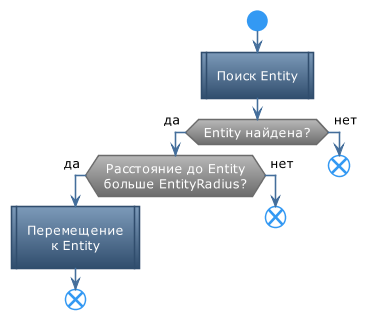 Поиск Entity
да
Entity найдена?
нет
да
Расстояние до Entity
больше EntityRadius?
нет
Перемещение
к Entity